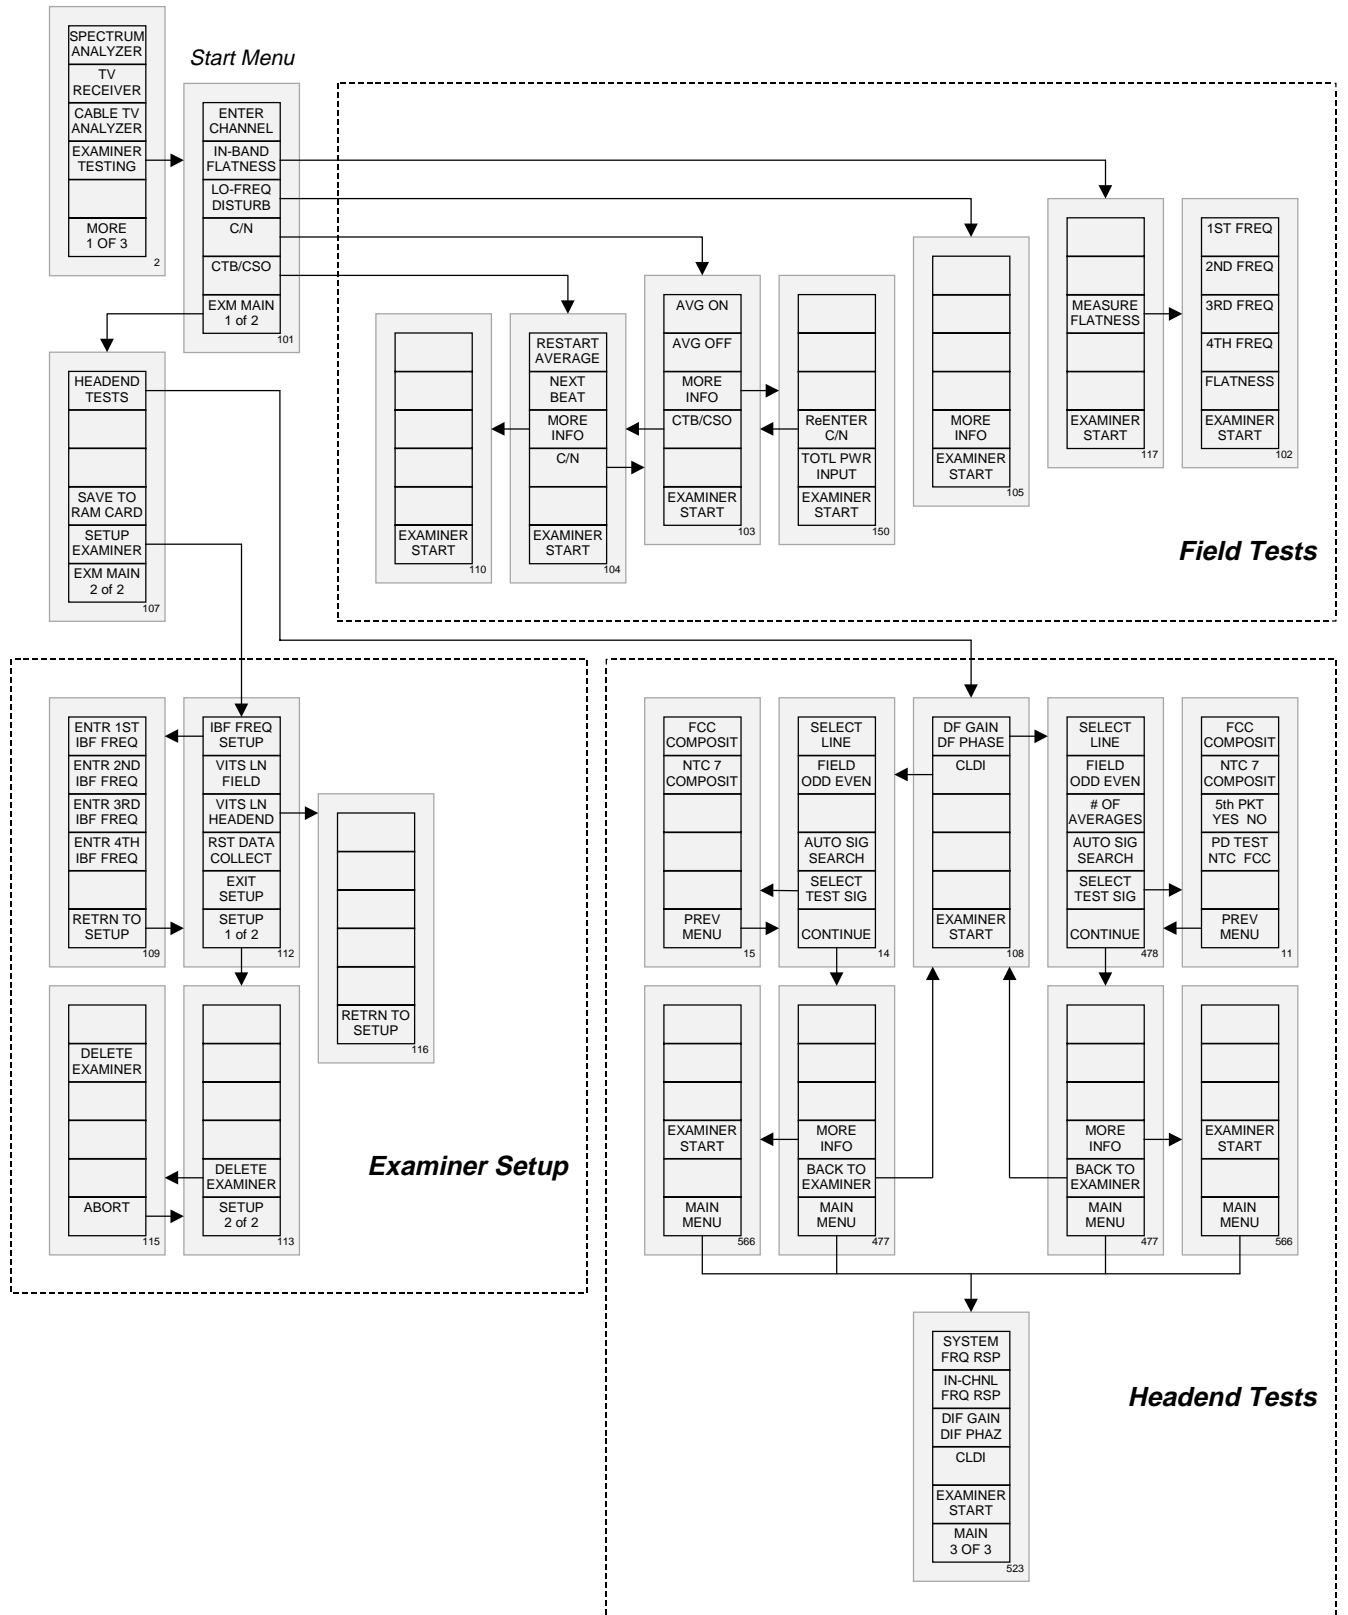 SPECTRUM
ANALYZER
TV
RECEIVER
CABLE TV
ANALYZER
EXAMINER
TESTING
MORE
1 OF 3
2
Start Menu
ENTER
CHANNEL
IN-BAND
FLATNESS
LO-FREQ
DISTURB
C/N
CTB/CSO
EXM MAIN
1 of 2
101
HEADEND
TESTS
SAVE TO
RAM CARD
SETUP
EXAMINER
EXM MAIN
2 of 2
107
EXAMINER
START
110
RESTART
AVERAGE
NEXT
BEAT
MORE
INFO
C/N
EXAMINER
START
104
AVG ON
AVG OFF
MORE
INFO
CTB/CSO
EXAMINER
START
103
ReENTER
C/N
TOTL PWR
INPUT
EXAMINER
START
150
MORE
INFO
EXAMINER
START
105
MEASURE
FLATNESS
EXAMINER
START
117
1ST FREQ
2ND FREQ
3RD FREQ
4TH FREQ
FLATNESS
EXAMINER
START
102
Field Tests
ENTR 1ST
IBF FREQ
ENTR 2ND
IBF FREQ
ENTR 3RD
IBF FREQ
ENTR 4TH
IBF FREQ
RETRN TO
SETUP
109
IBF FREQ
SETUP
VITS LN
FIELD
VITS LN
HEADEND
RST DATA
COLLECT
EXIT
SETUP
SETUP
1 of 2
112
RETRN TO
SETUP
116
DELETE
EXAMINER
ABORT
115
DELETE
EXAMINER
SETUP
2 of 2
113
Examiner Setup
FCC
COMPOSIT
NTC 7
COMPOSIT
PREV
MENU
15
SELECT
LINE
FIELD
ODD EVEN
AUTO SIG
SEARCH
SELECT
TEST SIG
CONTINUE
14
DF GAIN
DF PHASE
CLDI
EXAMINER
START
108
SELECT
LINE
FIELD
ODD EVEN
# OF
AVERAGES
AUTO SIG
SEARCH
SELECT
TEST SIG
CONTINUE
478
FCC
COMPOSIT
NTC 7
COMPOSIT
5th PKT
YES NO
PD TEST
NTC FCC
PREV
MENU
11
EXAMINER
START
MAIN
MENU
566
MORE
INFO
BACK TO
EXAMINER
MAIN
MENU
477
MORE
INFO
BACK TO
EXAMINER
MAIN
MENU
477
EXAMINER
START
MAIN
MENU
566
SYSTEM
FRQ RSP
IN-CHNL
FRQ RSP
DIF GAIN
DIF PHAZ
CLDI
EXAMINER
START
MAIN
3 OF 3
523
Headend Tests